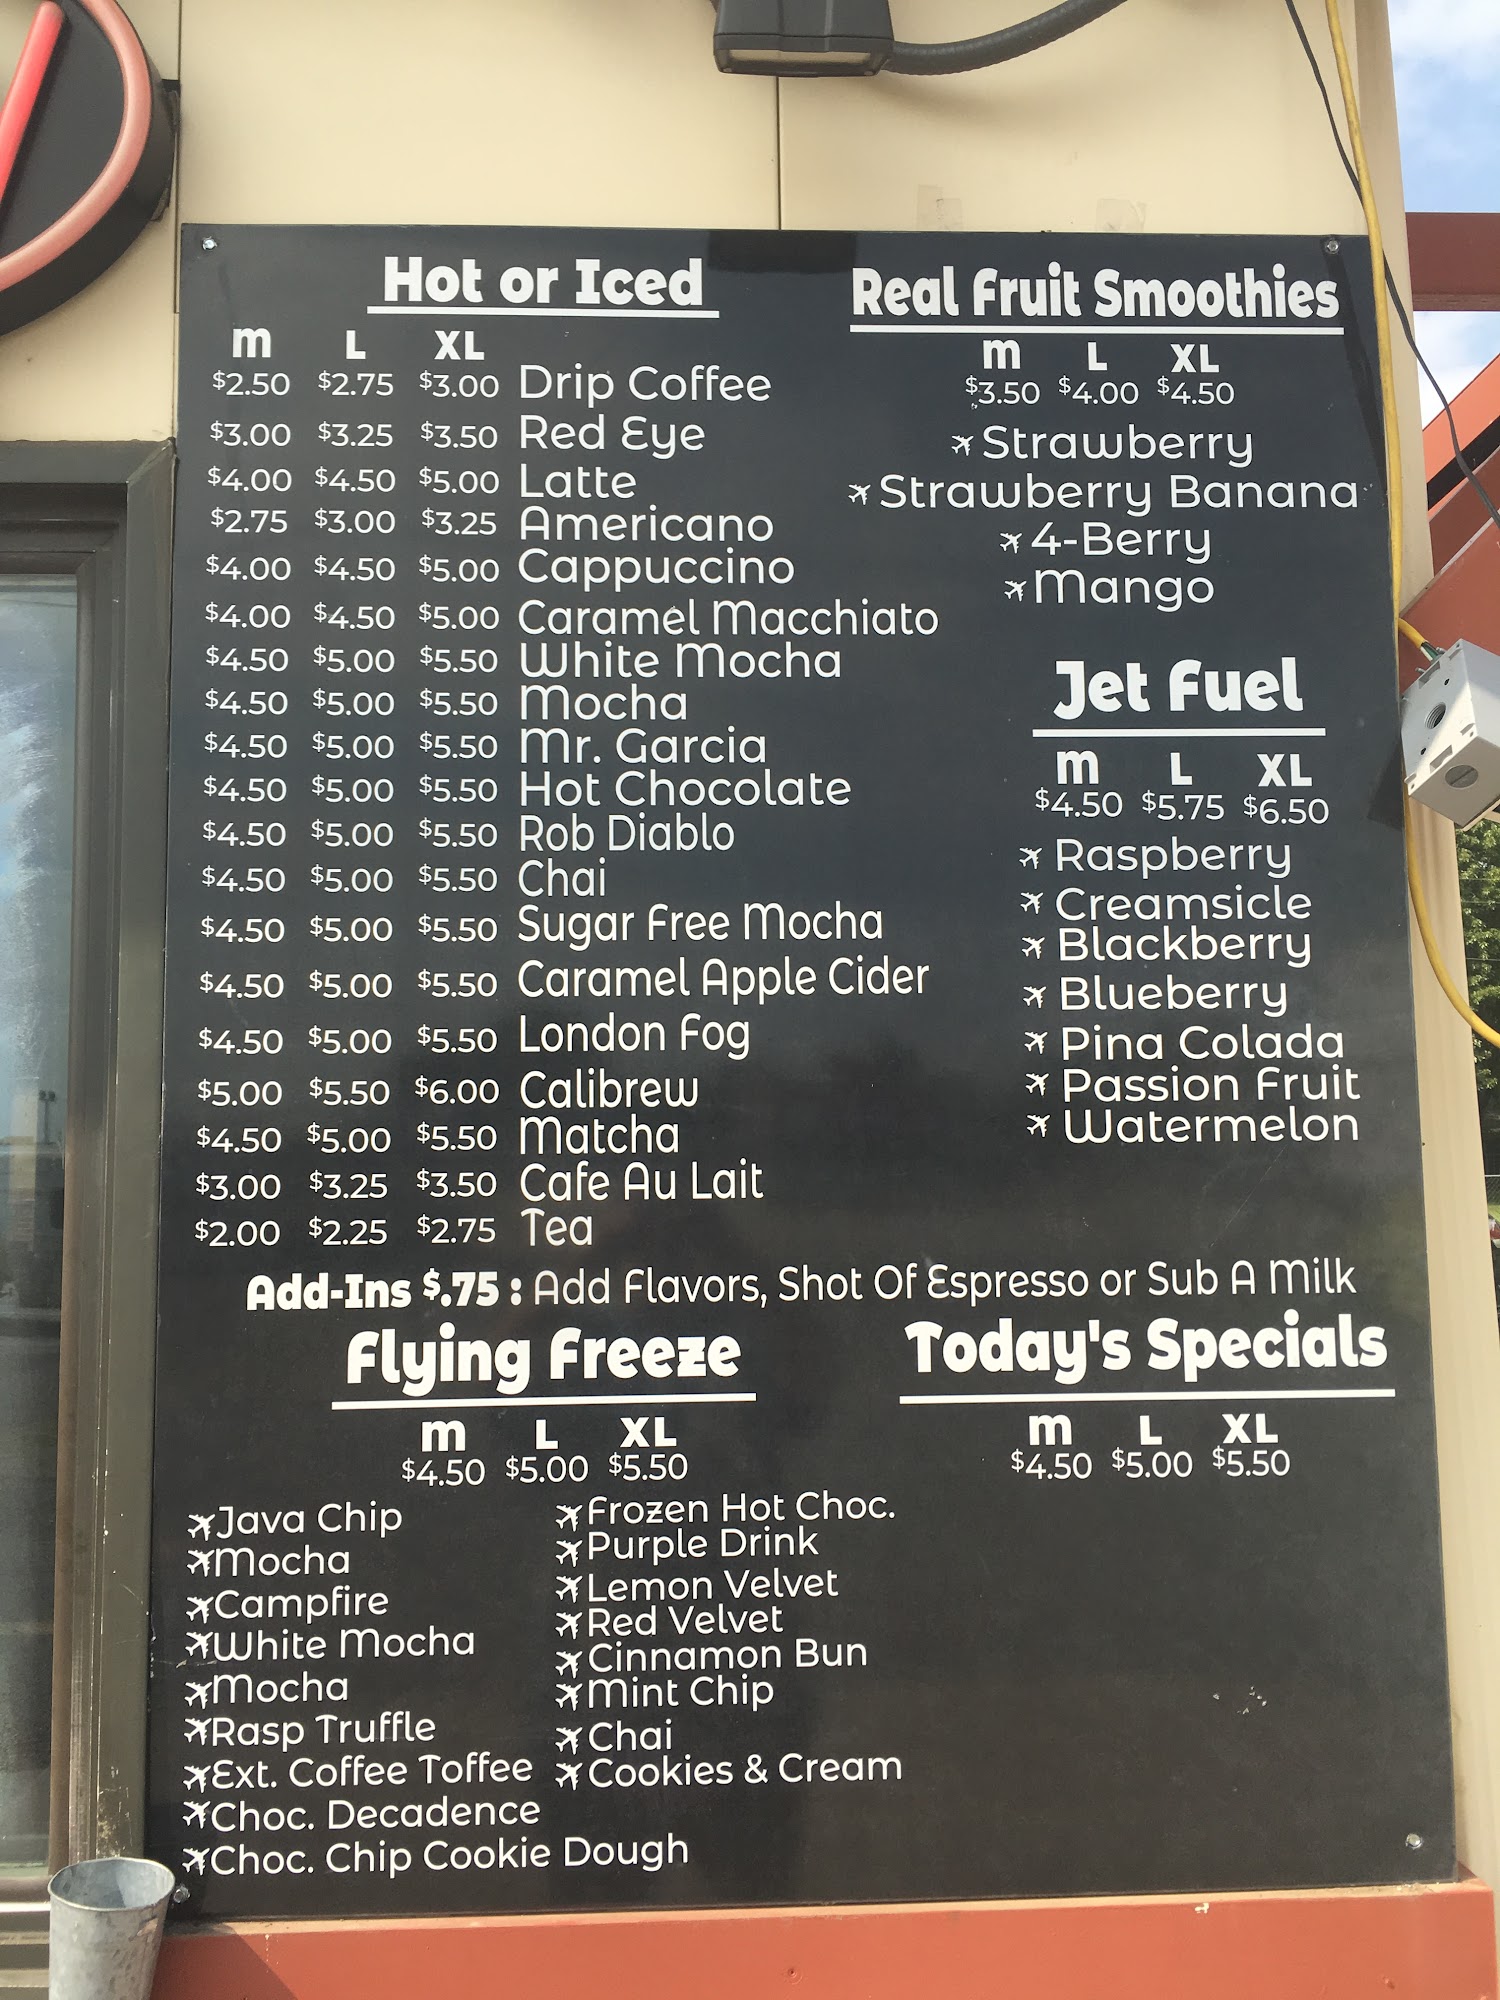 Hot or Iced
M L XL
$2.50 $2.75 $3.00 Drip Coffee
$3.00 $3.25 $3.50 Red Eye
$4.00 $4.50 $5.00 Latte
$2.75 $3.00 $3.25 Americano
$4.00 $4.50 $5.00 Cappuccino
$4.00 $4.50 $5.00 Caramel Macchiato
$4.50 $5.00 $5.50 White Mocha
$4.50 $5.00 $5.50 Mocha
$4.50 $5.00 $5.50 Mr. Garcia
$4.50 $5.00 $5.50 Hot Chocolate
$4.50 $5.00 $5.50 Rob Diablo
$4.50 $5.00 $5.50 Chai
$4.50 $5.00 $5.50 Sugar Free Mocha
$4.50 $5.00 $5.50 Caramel Apple Cider
$4.50 $5.00 $5.50 London Fog
$5.00 $5.50 $6.00 Calibrew
$4.50 $5.00 $5.50 Matcha
$3.00 $3.25 $3.50 Cafe Au Lait
$2.00 $2.25 $2.75 Tea
Real Fruit Smoothies
M L XL
$3.50 $4.00 $4.50
Strawberry
Strawberry Banana
4-Berry
Mango
Jet Fuel
M L XL
$4.50 $5.75 $6.50
Raspberry
Creamsicle
Blackberry
Blueberry
Pina Colada
Passion Fruit
Watermelon
Add-Ins $.75 : Add Flavors, Shot Of Espresso or Sub A Milk
Flying Freeze
M L XL
$4.50 $5.00 $5.50
Java Chip
Mocha
Campfire
White Mocha
Mocha
Rasp Truffle
Ext. Coffee Toffee
Choc. Decadence
Choc. Chip Cookie Dough
Frozen Hot Choc.
Purple Drink
Lemon Velvet
Red Velvet
Cinnamon Bun
Mint Chip
Chai
Cookies & Cream
Today's Specials
M L XL
$4.50 $5.00 $5.50